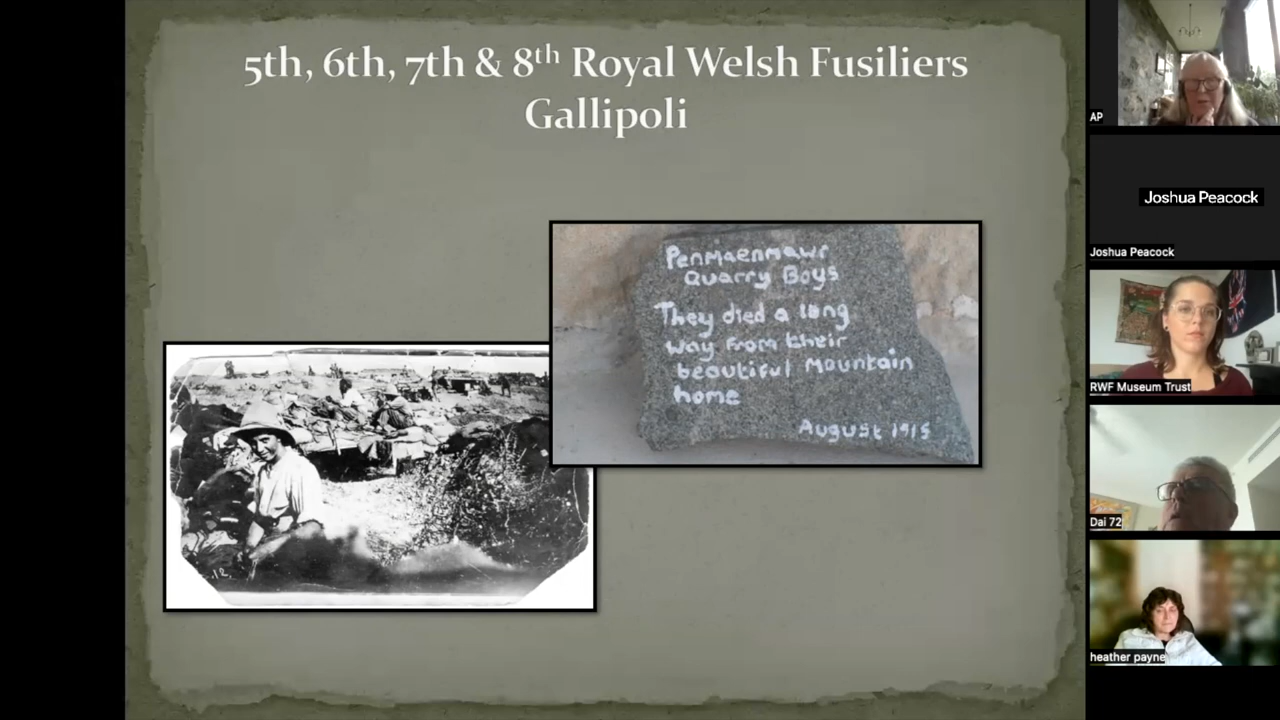 5th, 6th, 7th & 8th Royal Welsh Fusiliers
Gallipoli
Penmaenmawr
Quarry Boys
They died a long
way from their
beautiful Mountain
home
August 1915
.12.
AP
Joshua Peacock
Joshua Peacock
RWF Museum Trust
Dai 72
heather payne